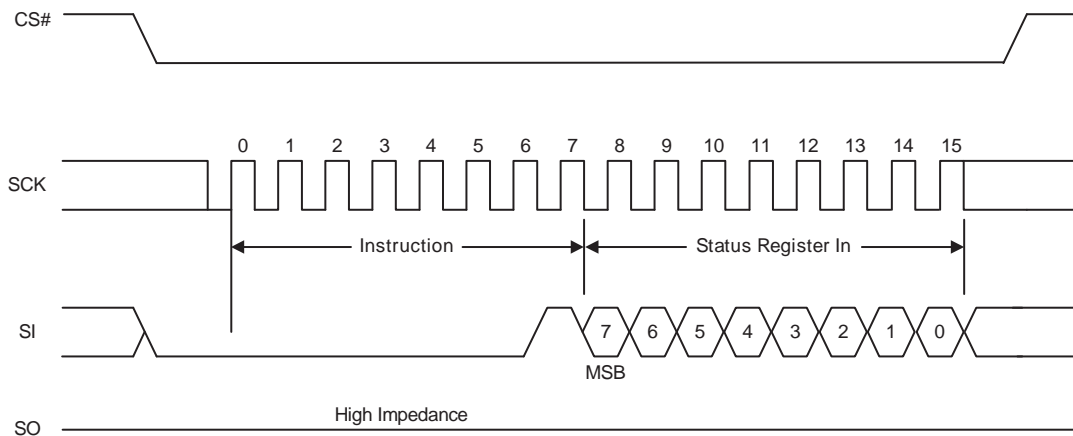 CS#
0 1 2 3 4 5 6 7 8 9 10 11 12 13 14 15
SCK
Instruction Status Register In
SI
7 6 5 4 3 2 1 0
MSB
High Impedance
SO